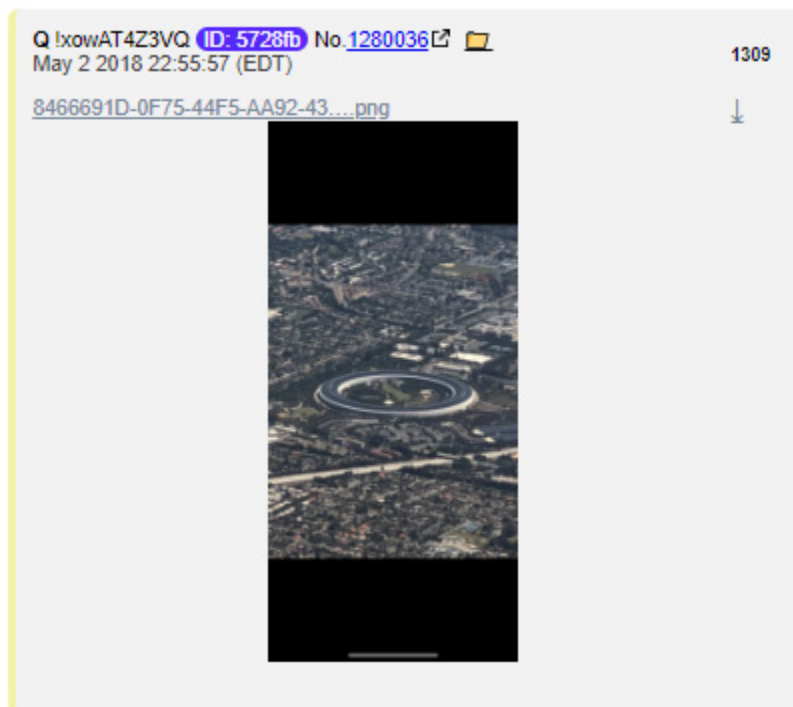 Q !xowAT4Z3VQ ID: 5728fb No.1280036
1309
May 2 2018 22:55:57 (EDT)
8466691D-0F75-44F5-AA92-43....png